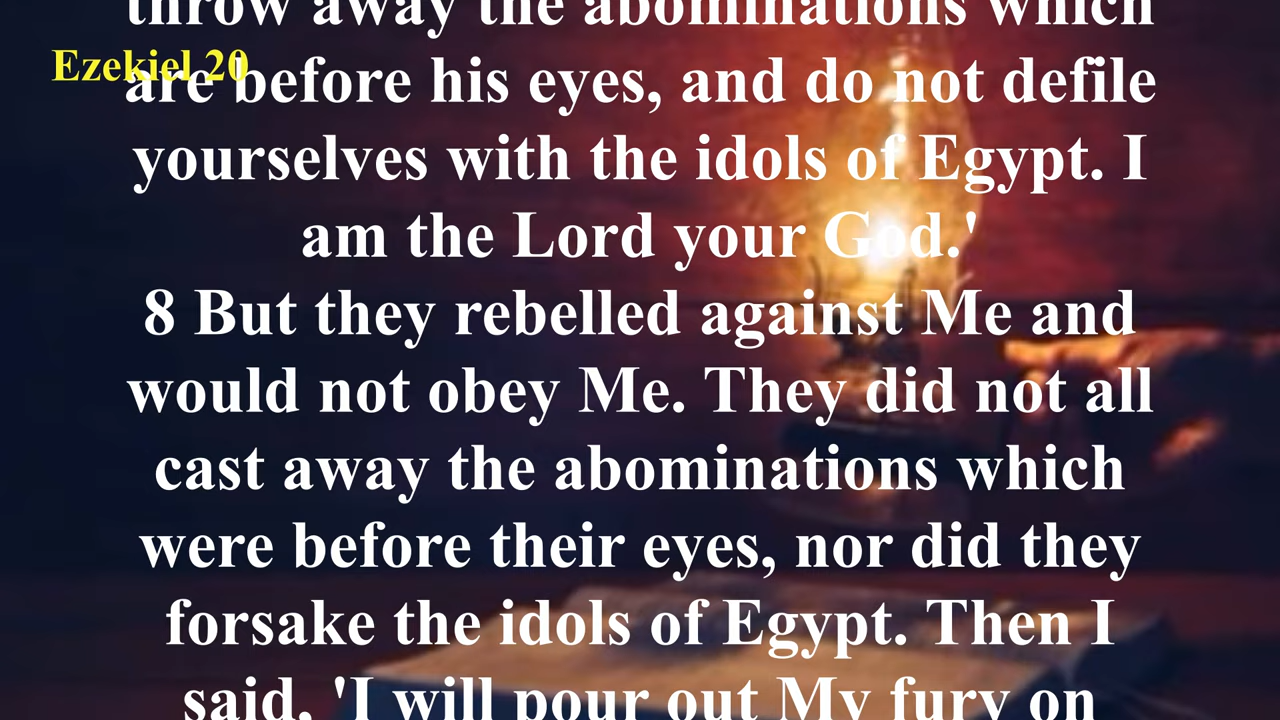 throw away the abominations which
Ezekiel 20
are before his eyes, and do not defile
yourselves with the idols of Egypt. I
am the Lord your God.'
8 But they rebelled against Me and
would not obey Me. They did not all
cast away the abominations which
were before their eyes, nor did they
forsake the idols of Egypt. Then I
said, 'I will pour out My fury on